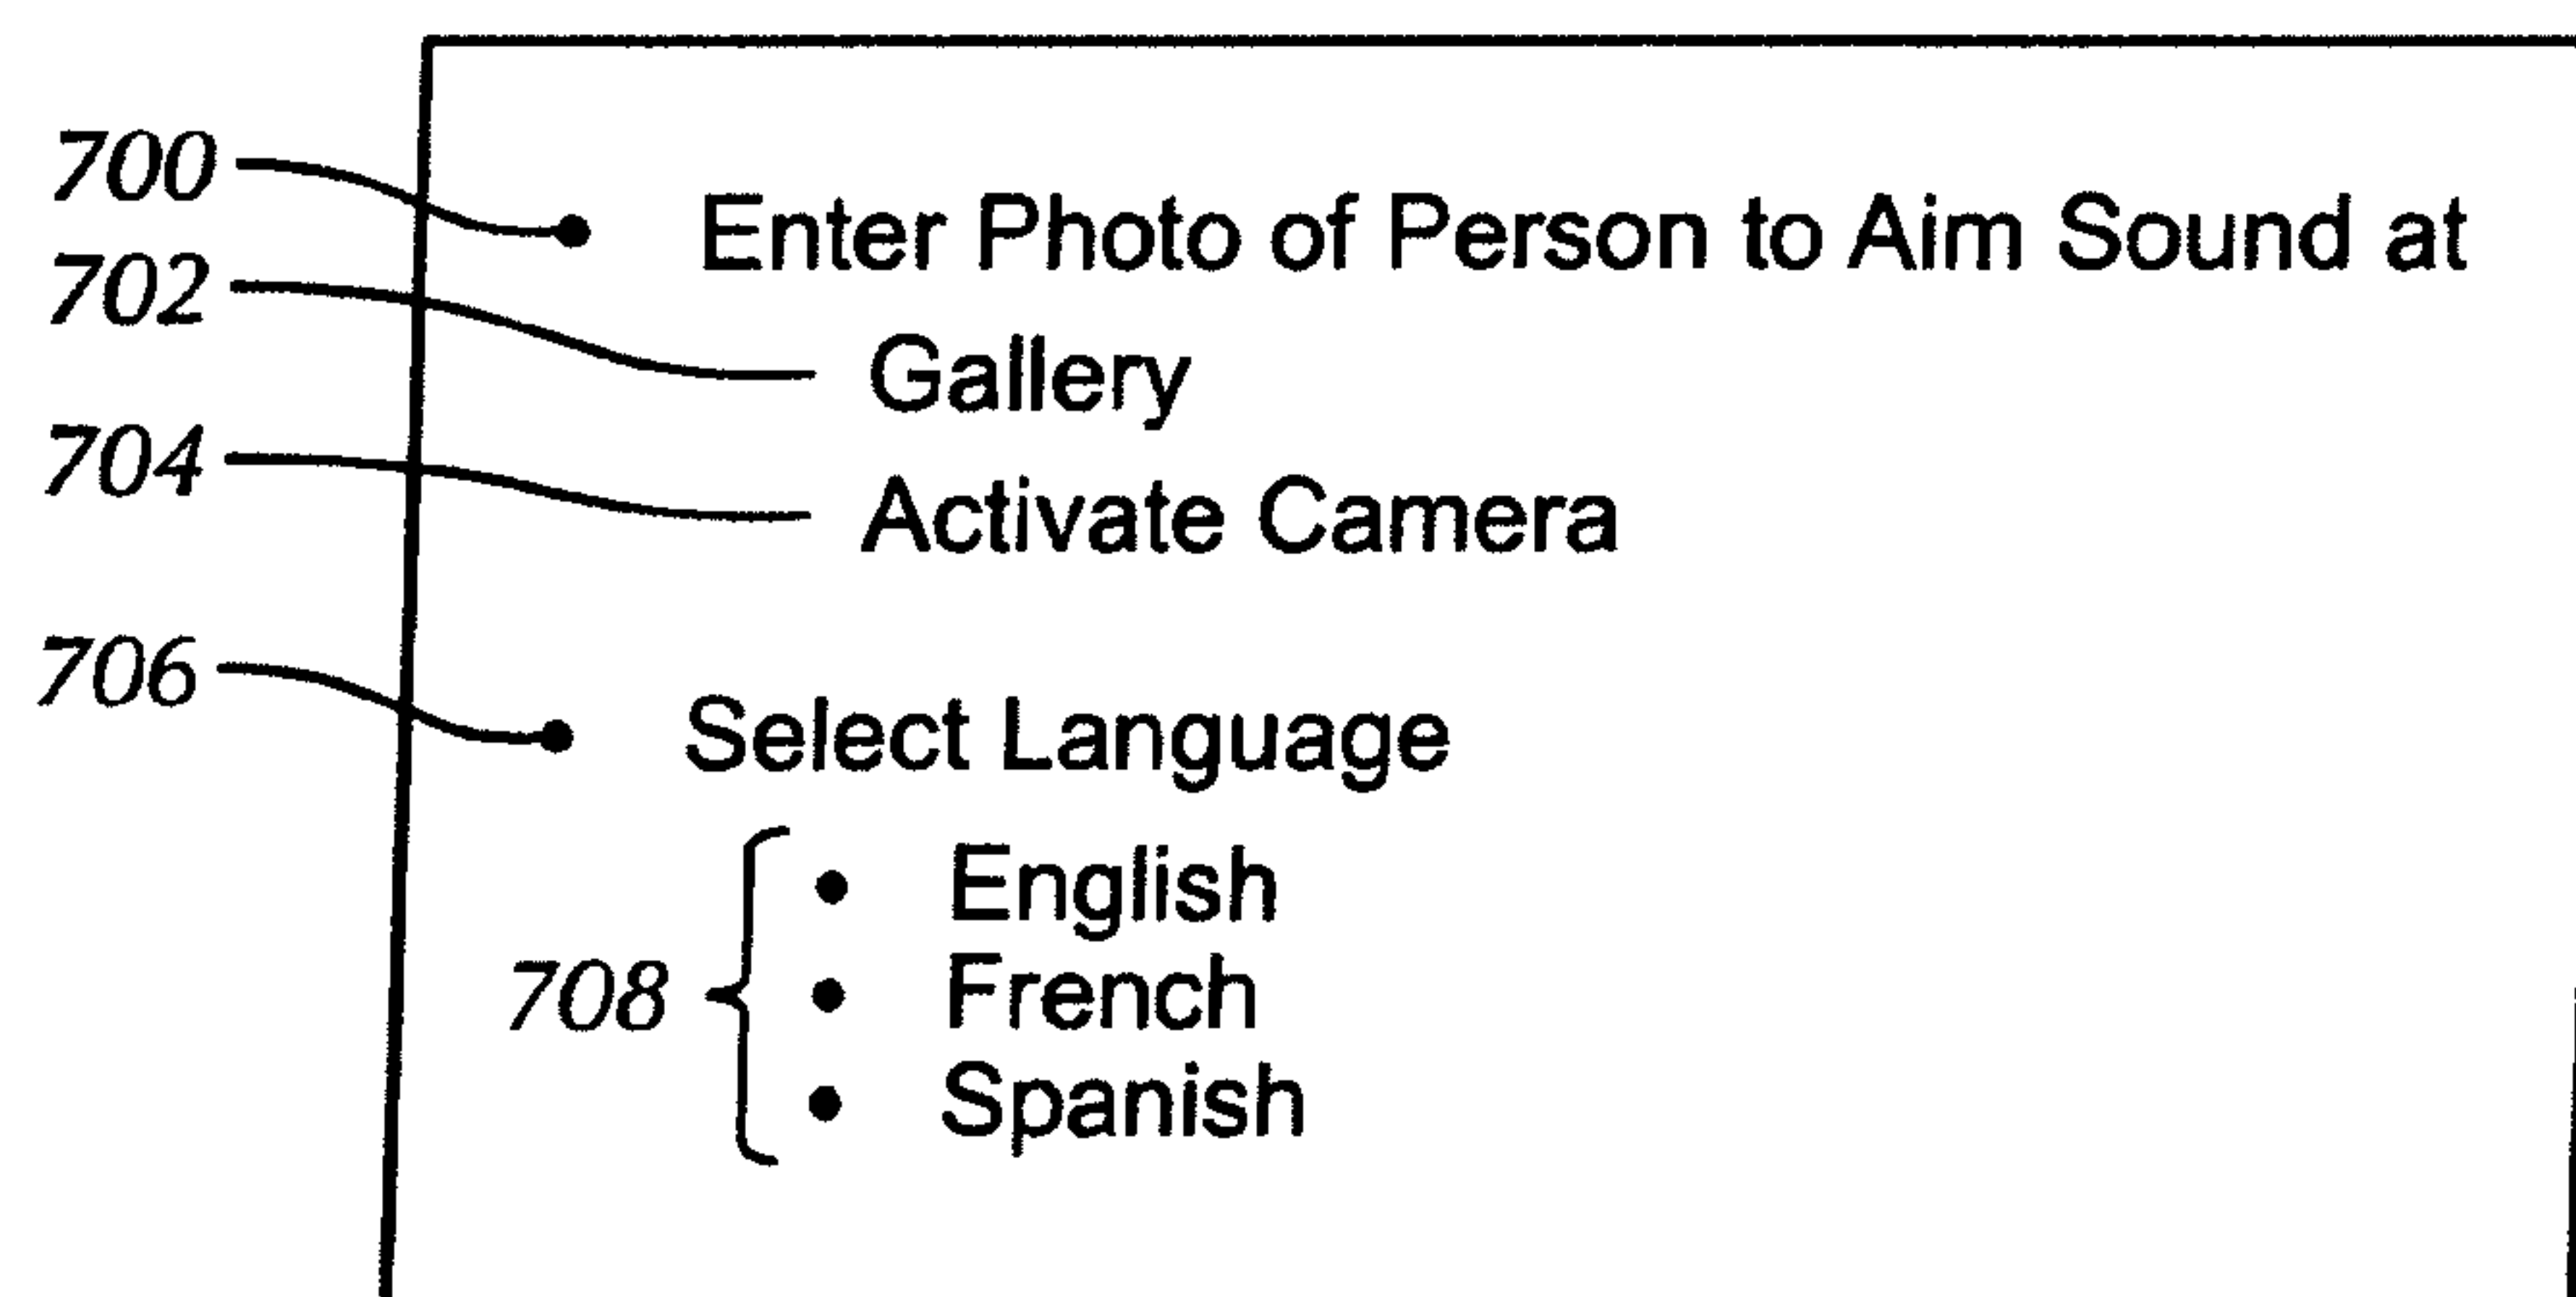 700 • Enter Photo of Person to Aim Sound at
702 Gallery
704 Activate Camera
706 • Select Language
• English
708 • French
• Spanish